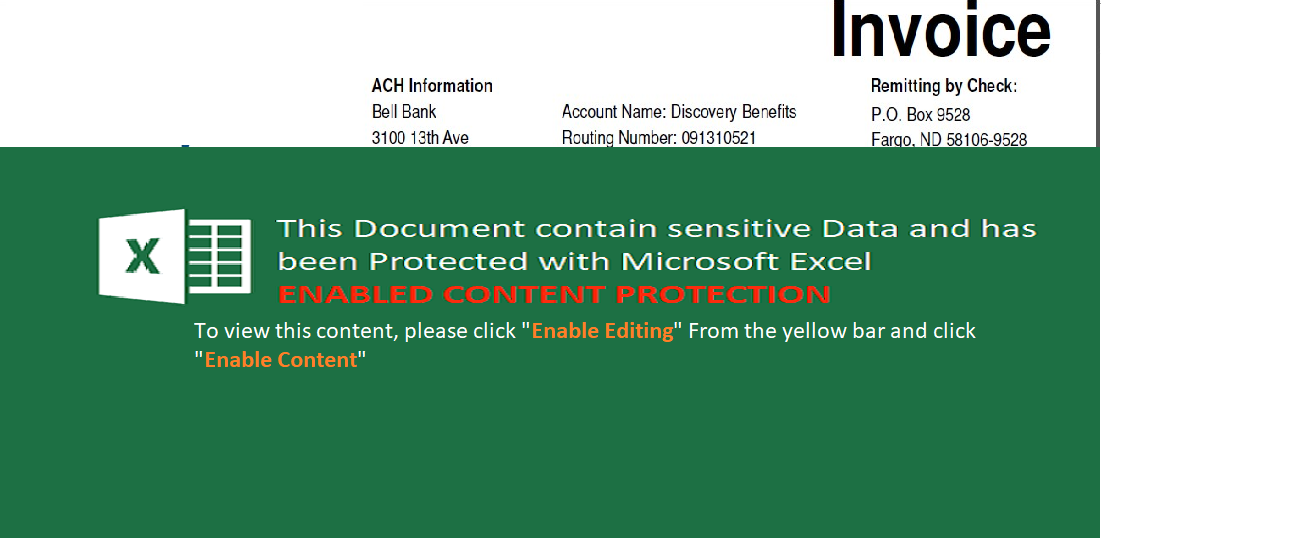 Invoice
ACH Information
Remitting by Check:
Bell Bank
Account Name: Discovery Benefits
P.O. Box 9528
3100 13th Ave
Routing Number: 091310521
Fargo, ND 58106-9528
X
This Document contain sensitive Data and has
been Protected with Microsoft Excel
ENABLED CONTENT PROTECTION
To view this content, please click "Enable Editing" From the yellow bar and click
"Enable Content"